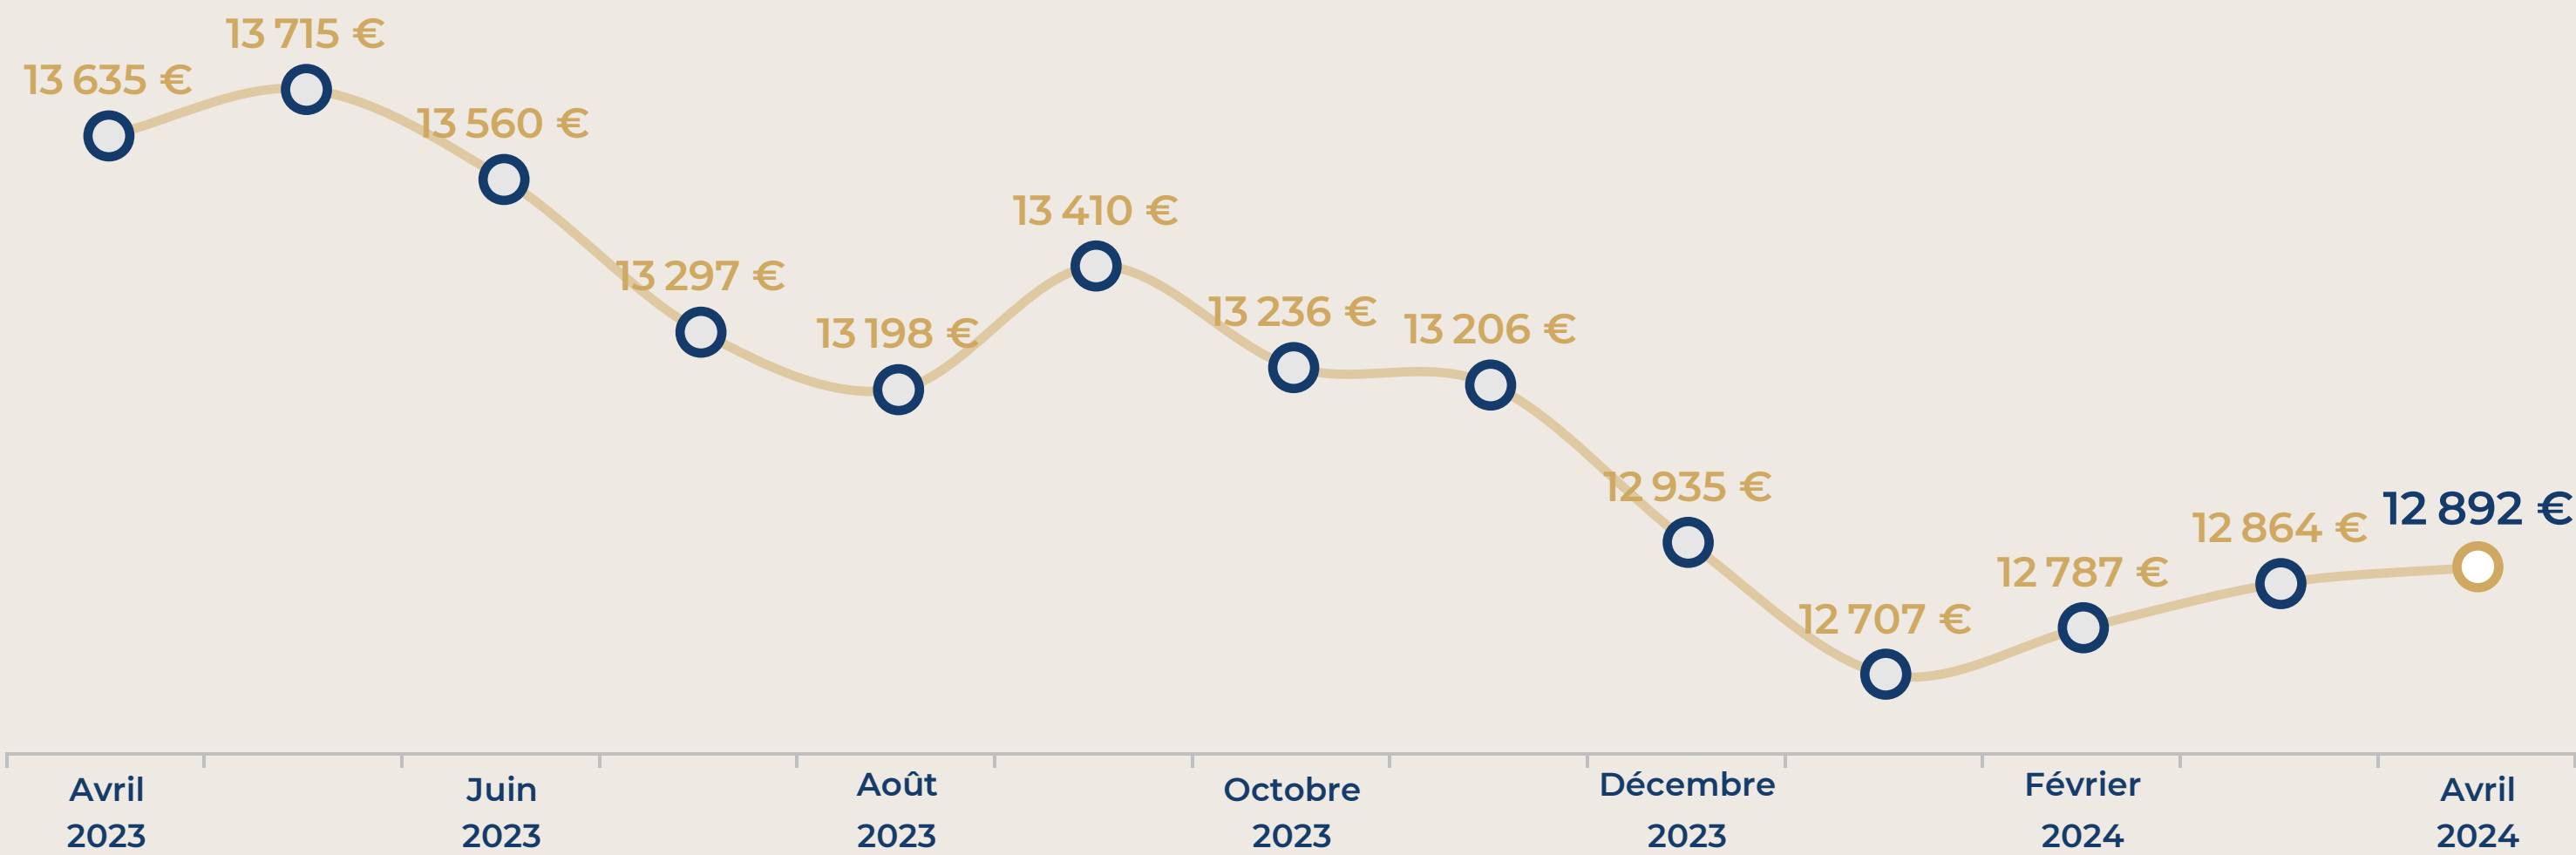 13 635 €
13 715 €
13 560 €
13 297 €
13 198 €
13 410 €
13 236 €
13 206 €
12 935 €
12 707 €
12 787 €
12 864 €
12 892 €
Avril
2023
Juin
2023
Août
2023
Octobre
2023
Décembre
2023
Février
2024
Avril
2024